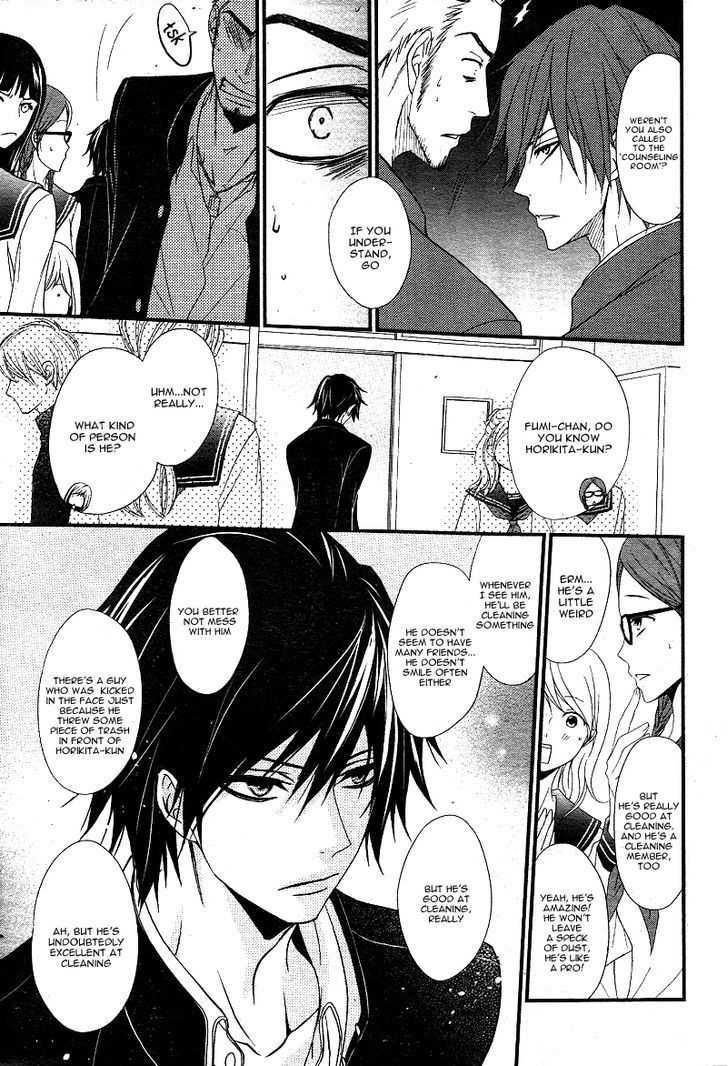 WEREN'T
YOU ALSO
CALLED
TO THE
'COUNSELING
ROOM'?
IF YOU
UNDER-
STAND,
GO
tsk
FUMI-CHAN, DO
YOU KNOW
HORIKITA-KUN?
UHM...NOT
REALLY...
WHAT KIND
OF PERSON
IS HE?
ERM...
HE'S A
LITTLE
WEIRD
BUT
HE'S REALLY
GOOD AT
CLEANING.
AND HE'S A
CLEANING
MEMBER,
TOO
YEAH, HE'S
AMAZING!
HE WON'T
LEAVE
A SPECK
OF DUST,
HE'S LIKE
A PRO!
WHENEVER
I SEE HIM,
HE'LL BE
CLEANING
SOMETHING
HE DOESN'T
SEEM TO HAVE
MANY FRIENDS...
HE DOESN'T
SMILE OFTEN
EITHER
BUT HE'S
GOOD AT
CLEANING,
REALLY
YOU BETTER
NOT MESS
WITH HIM
THERE'S A GUY
WHO WAS KICKED
IN THE FACE JUST
BECAUSE HE
THREW SOME
PIECE OF TRASH
IN FRONT OF
HORIKITA-KUN
AH, BUT HE'S
UNDOUBTEDLY
EXCELLENT AT
CLEANING